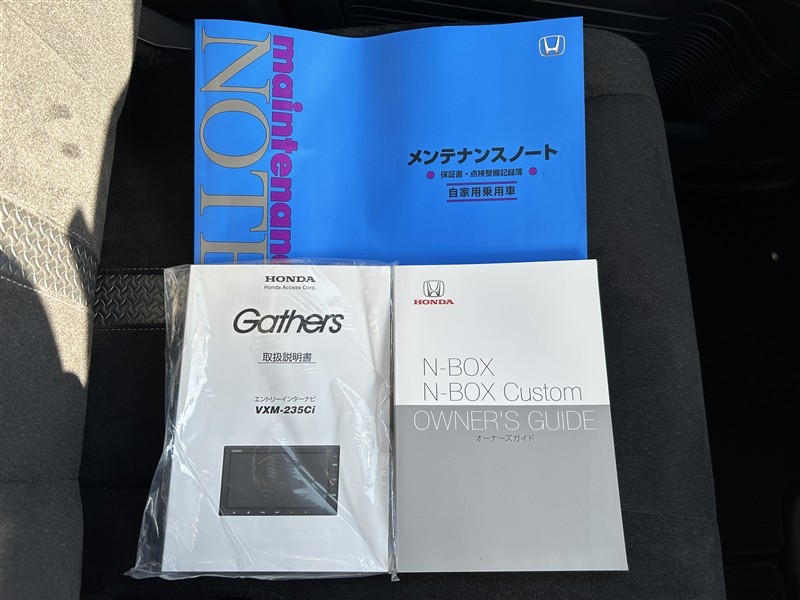 maintenance
NOTE
メンテナンスノート
● 保証書・点検整備記録簿 ●
自家用乗用車
HONDA
Honda Access Corp.
Gathers
取扱説明書
エントリーインターナビ
VXM-235Ci
HONDA
N-BOX
N-BOX Custom
OWNER'S GUIDE
オーナーズガイド